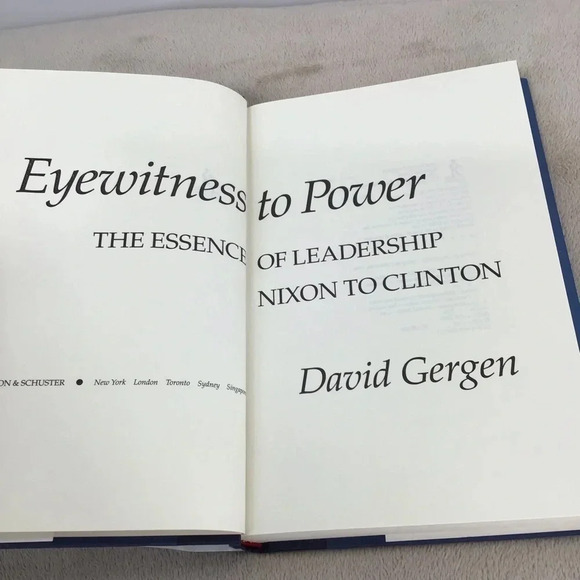 Eyewitness to Power
THE ESSENCE OF LEADERSHIP
NIXON TO CLINTON
David Gergen
ON & SCHUSTER ● New York London Toronto Sydney Singapore